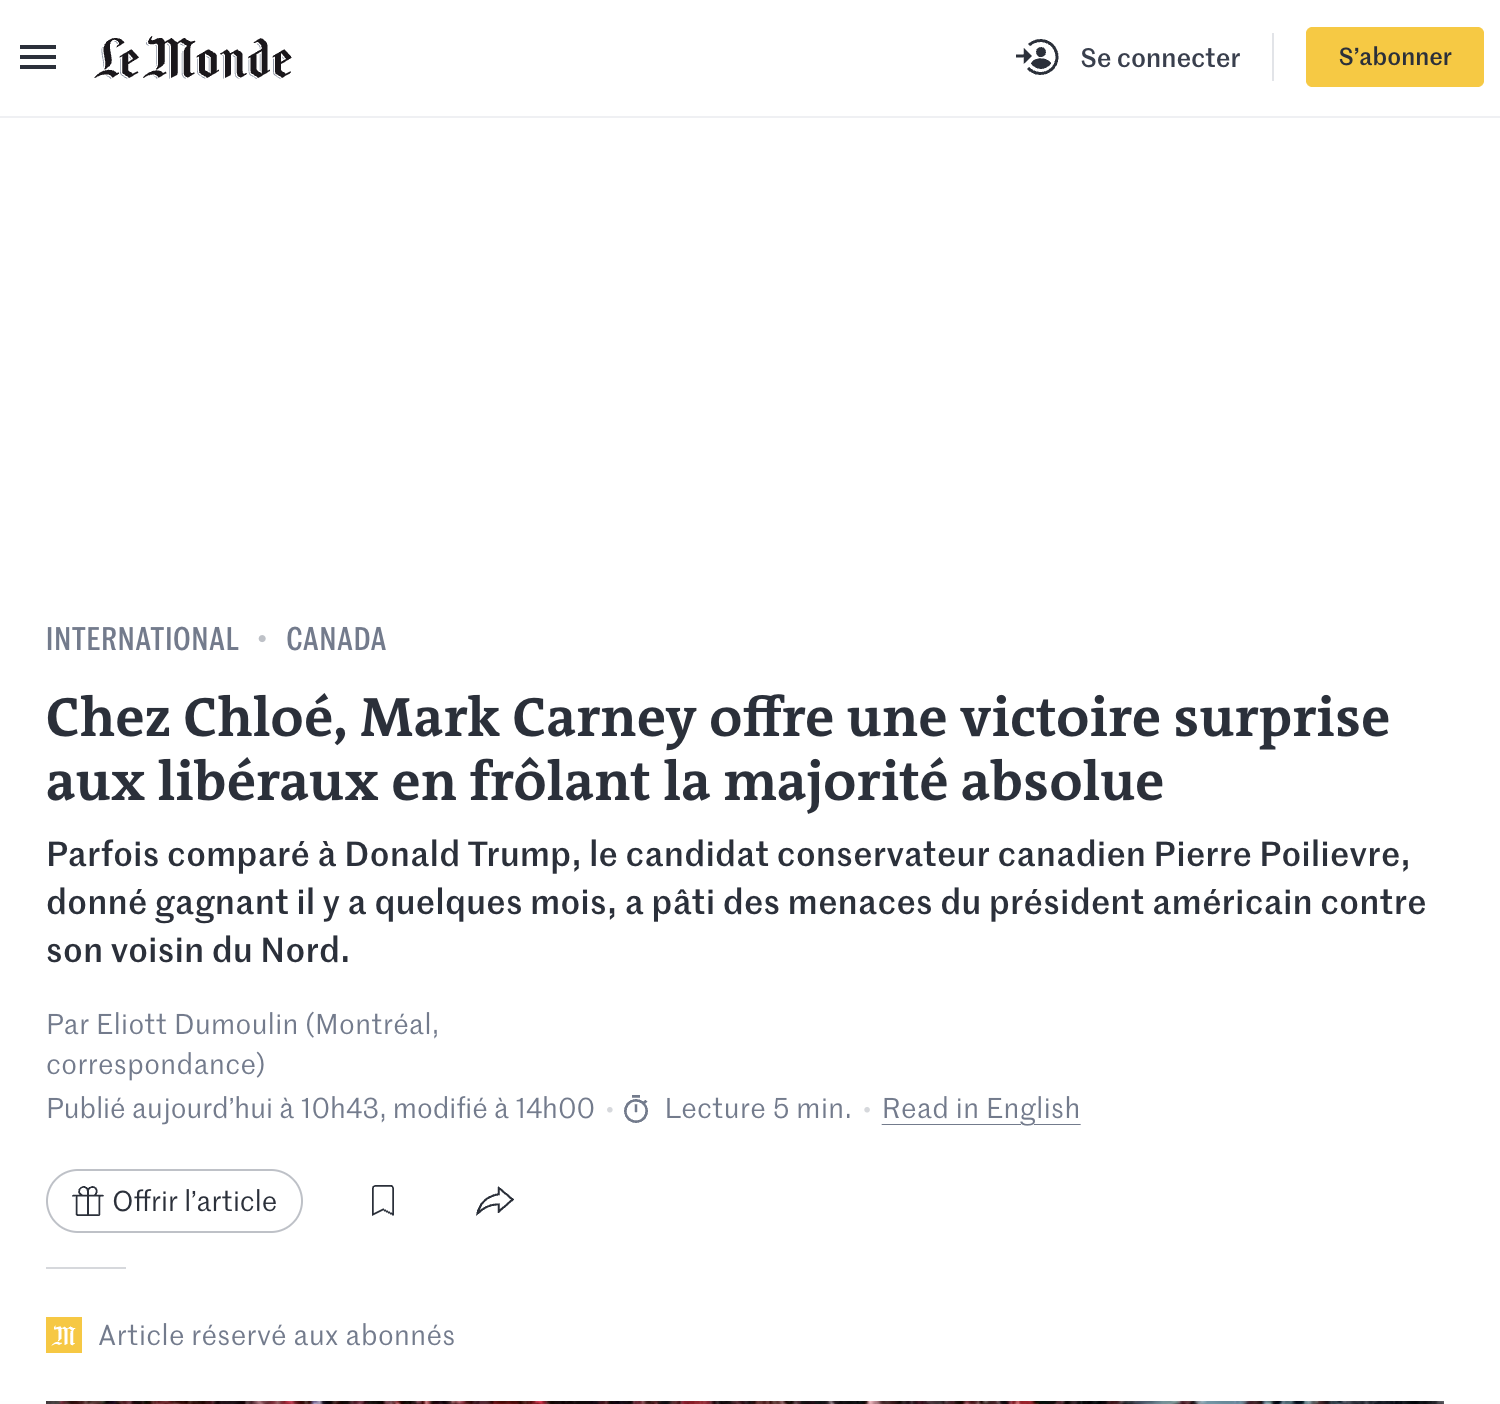 Le Monde
Se connecter
S’abonner
INTERNATIONAL • CANADA
Chez Chloé, Mark Carney offre une victoire surprise
aux libéraux en frôlant la majorité absolue
Parfois comparé à Donald Trump, le candidat conservateur canadien Pierre Poilievre,
donné gagnant il y a quelques mois, a pâti des menaces du président américain contre
son voisin du Nord.
Par Eliott Dumoulin (Montréal,
correspondance)
Publié aujourd’hui à 10h43, modifié à 14h00 • Lecture 5 min. • Read in English
Offrir l’article
M Article réservé aux abonnés